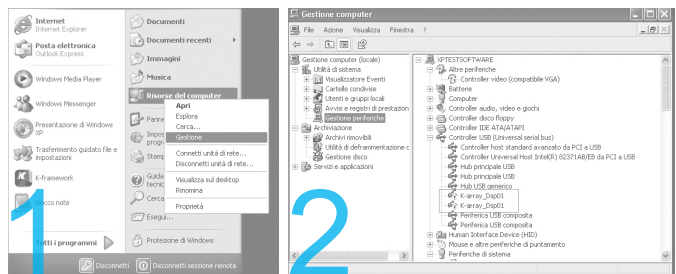 Internet
Internet Explorer
Posta elettronica
Outlook Express
Windows Media Player
Windows Messenger
Presentazione di Windows
XP
Trasferimento guidato file e
impostazioni
K-framework
Blocco note
Tutti i programmi
Documenti
Documenti recenti
Immagini
Musica
Risorse del computer
Apri
Esplora
Cerca...
Gestione
Connetti unità di rete...
Disconnetti unità di rete...
Visualizza sul desktop
Rinomina
Proprietà
Panne
Impos
progr
Stamp
Guida
tecnic
Cerca
Esegui...
Protezione di Windows
Disconnetti
Disconnetti sessione remota
1
Gestione computer
File Azione Visualizza Finestra ?
Gestione computer (locale)
Utilità di sistema
Visualizzatore Eventi
Cartelle condivise
Utenti e gruppi locali
Avvisi e registri di prestazion
Gestione periferiche
Archiviazione
Archivi rimovibili
Utilità di deframmentazione c
Gestione disco
Servizi e applicazioni
XPTESTSOFTWARE
Altre periferiche
Controller video (compatibile VGA)
Batterie
Computer
Controller audio, video e giochi
Controller disco floppy
Controller IDE ATA/ATAPI
Controller USB (Universal serial bus)
Controller host standard avanzato da PCI a USB
Controller Universal Host Intel(R) 82371AB/EB da PCI a USB
Hub principale USB
Hub principale USB
Hub USB generico
K-array_Dsp01
K-array_Dsp01
Periferica USB composita
Periferica USB composita
Human Interface Device (HID)
Mouse e altre periferiche di puntamento
Periferiche di sistema
2